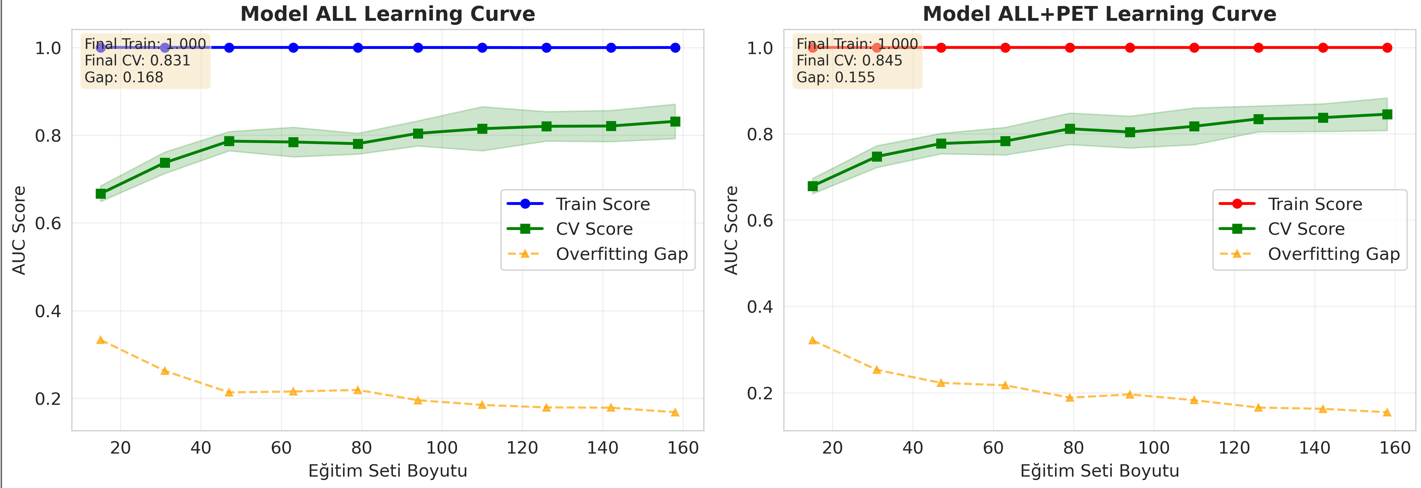 Model ALL Learning Curve
Final Train: 1.000
Final CV: 0.831
Gap: 0.168
1.0
0.8
0.6
0.4
0.2
AUC Score
Train Score
CV Score
Overfitting Gap
20 40 60 80 100 120 140 160
Eğitim Seti Boyutu
Model ALL+PET Learning Curve
Final Train: 1.000
Final CV: 0.845
Gap: 0.155
1.0
0.8
0.6
0.4
0.2
AUC Score
Train Score
CV Score
Overfitting Gap
20 40 60 80 100 120 140 160
Eğitim Seti Boyutu